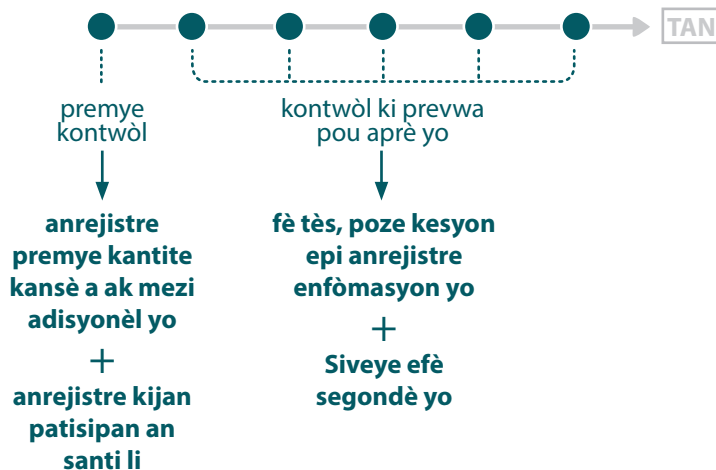 TAN
premye
kontwòl
anrejistre
premye kantite
kansè a ak mezi
adisyonèl yo
+
anrejistre kijan
patisipan an
santi li
kontwòl ki prevwa
pou aprè yo
fè tès, poze kesyon
epi anrejistre
enfòmasyon yo
+
Siveye efè
segondè yo